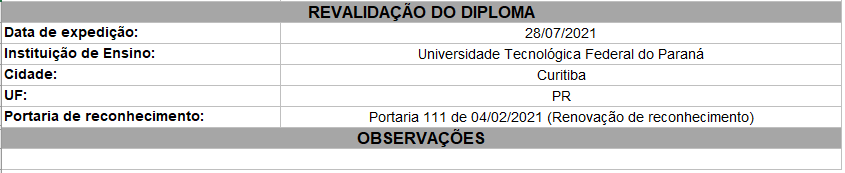 REVALIDAÇÃO DO DIPLOMA
Data de expedição: 28/07/2021
Instituição de Ensino: Universidade Tecnológica Federal do Paraná
Cidade: Curitiba
UF: PR
Portaria de reconhecimento: Portaria 111 de 04/02/2021 (Renovação de reconhecimento)
OBSERVAÇÕES